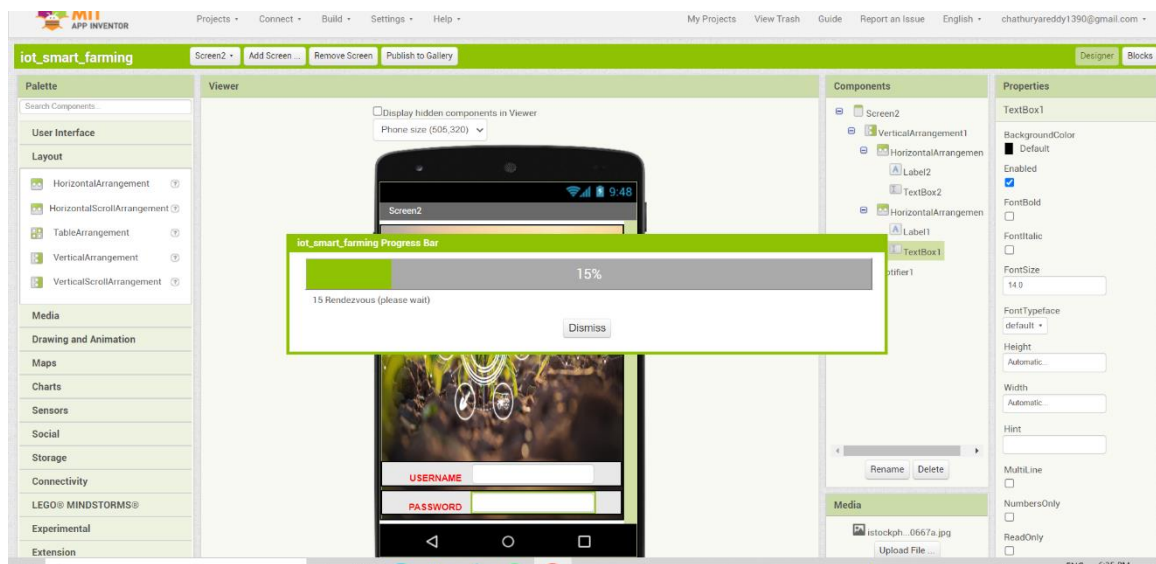 MIT
APP INVENTOR
Projects Connect Build Settings Help My Projects View Trash Guide Report an Issue English chathuryareddy1390@gmail.com
iot_smart_farming Screen2 Add Screen ... Remove Screen Publish to Gallery Designer Blocks
Palette
Search Components...
User Interface
Layout
HorizontalArrangement
HorizontalScrollArrangement
TableArrangement
VerticalArrangement
VerticalScrollArrangement
Media
Drawing and Animation
Maps
Charts
Sensors
Social
Storage
Connectivity
LEGO® MINDSTORMS®
Experimental
Extension
Viewer
Display hidden components in Viewer
Phone size (505,320)
9:48
Screen2
iot_smart_farming Progress Bar
15%
15 Rendezvous (please wait)
Dismiss
USERNAME
PASSWORD
Components
Screen2
VerticalArrangement1
HorizontalArrangemen
Label2
TextBox2
HorizontalArrangemen
Label1
TextBox1
otifier1
Rename Delete
Media
istockph...0667a.jpg
Upload File ...
Properties
TextBox1
BackgroundColor
Default
Enabled
FontBold
FontItalic
FontSize
14.0
FontTypeface
default
Height
Automatic...
Width
Automatic...
Hint
MultiLine
NumbersOnly
ReadOnly